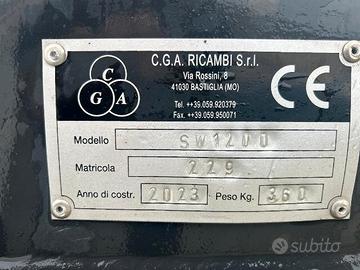 C.G.A. RICAMBI S.r.l.
Via Rossini, 8
41030 BASTIGLIA (MO)
Tel. ++39.059.920379
Fax. ++39.059.950071
C
G A
CE
Modello SW1200
Matricola 229
Anno di costr. 2023 Peso Kg. 360
subito